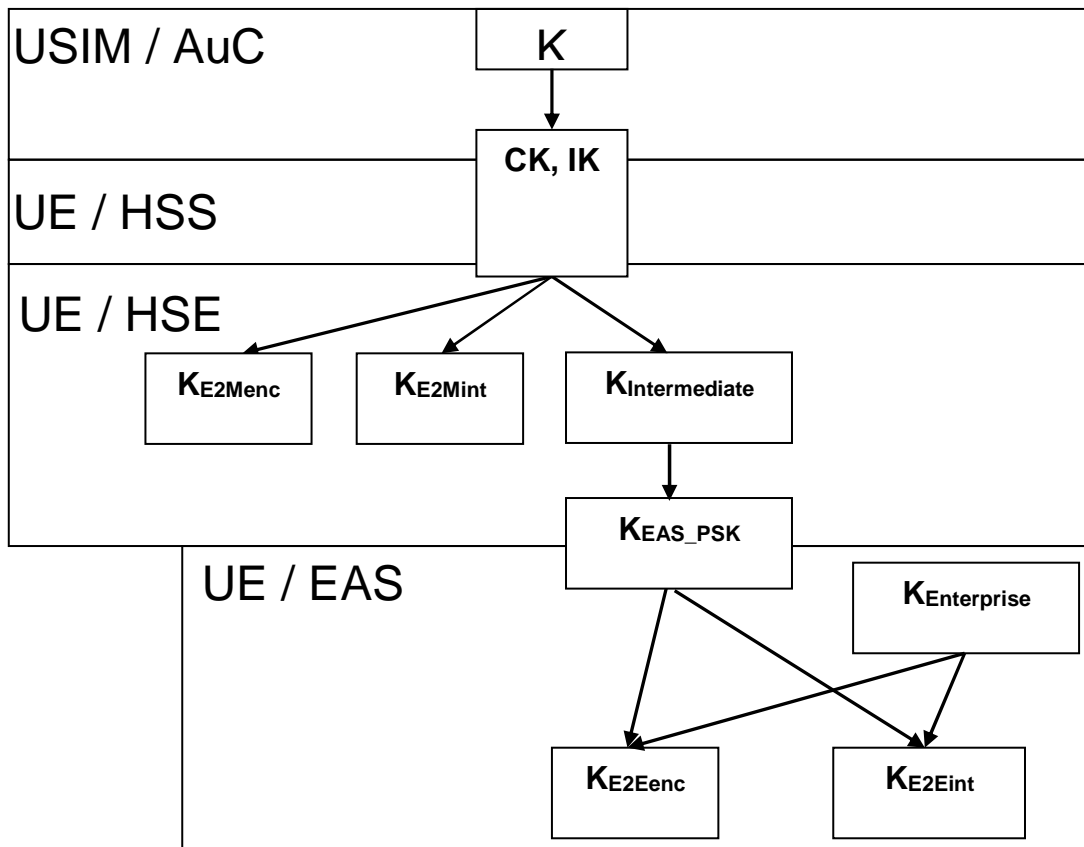 USIM / AuC
K
CK, IK
UE / HSS
UE / HSE
KE2Menc
KE2Mint
KIntermediate
KEAS_PSK
UE / EAS
KEnterprise
KE2Eenc
KE2Eint